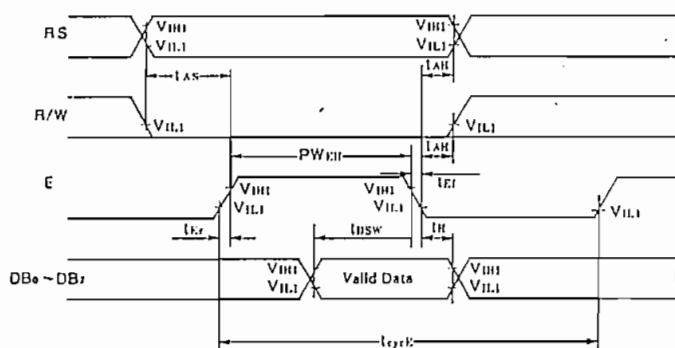 RS VIH1 VIH1
VIL1 VIL1
tAS tAH
R/W VIL1 VIL1
PWEH tAH
tEf
E VIH1 VIH1
VIL1 VIL1 VIL1
tEr tDSW tH
VIH1 VIH1
DB0 ~ DB7 Valid Data
VIL1 VIL1
tcycE